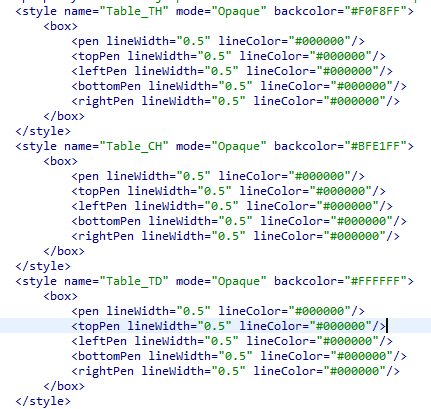 <style name="Table_TH" mode="Opaque" backcolor="#F0F8FF">
<box>
<pen lineWidth="0.5" lineColor="#000000"/>
<topPen lineWidth="0.5" lineColor="#000000"/>
<leftPen lineWidth="0.5" lineColor="#000000"/>
<bottomPen lineWidth="0.5" lineColor="#000000"/>
<rightPen lineWidth="0.5" lineColor="#000000"/>
</box>
</style>
<style name="Table_CH" mode="Opaque" backcolor="#BFE1FF">
<box>
<pen lineWidth="0.5" lineColor="#000000"/>
<topPen lineWidth="0.5" lineColor="#000000"/>
<leftPen lineWidth="0.5" lineColor="#000000"/>
<bottomPen lineWidth="0.5" lineColor="#000000"/>
<rightPen lineWidth="0.5" lineColor="#000000"/>
</box>
</style>
<style name="Table_TD" mode="Opaque" backcolor="#FFFFFF">
<box>
<pen lineWidth="0.5" lineColor="#000000"/>
<topPen lineWidth="0.5" lineColor="#000000"/>
<leftPen lineWidth="0.5" lineColor="#000000"/>
<bottomPen lineWidth="0.5" lineColor="#000000"/>
<rightPen lineWidth="0.5" lineColor="#000000"/>
</box>
</style>